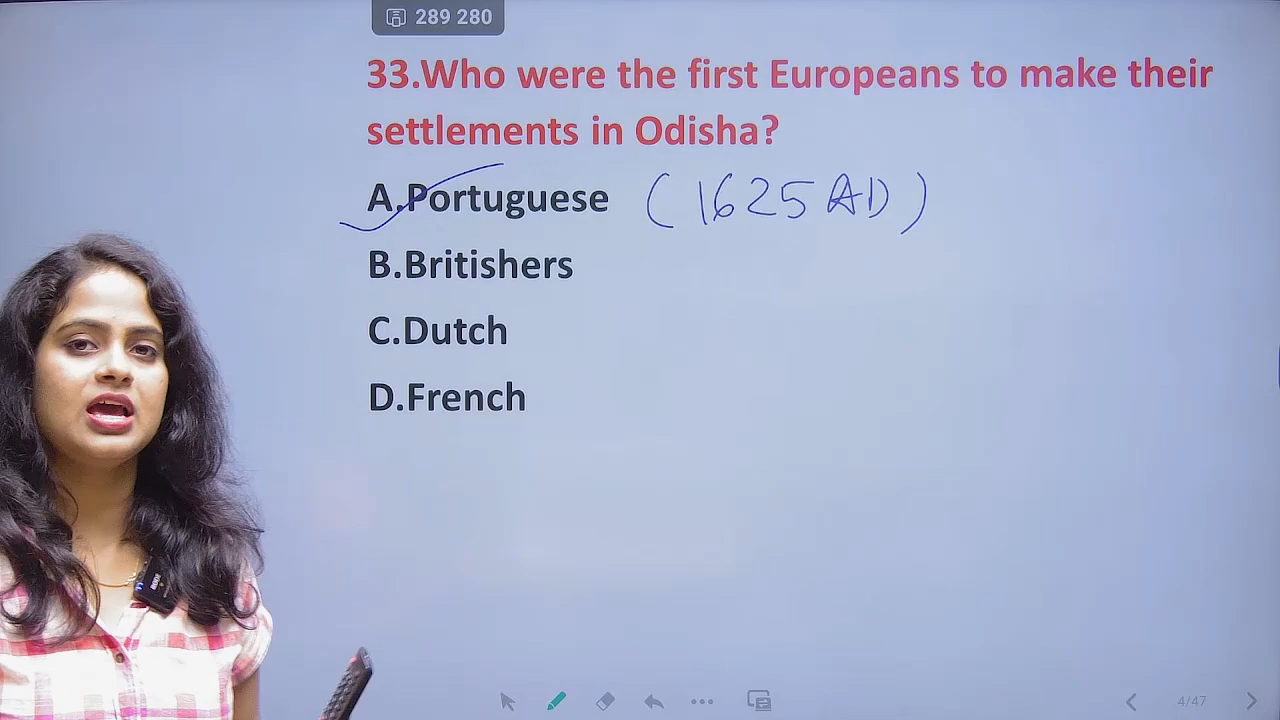 289 280
33.Who were the first Europeans to make their
settlements in Odisha?
A.Portuguese (1625 AD)
B.Britishers
C.Dutch
D.French
4/47